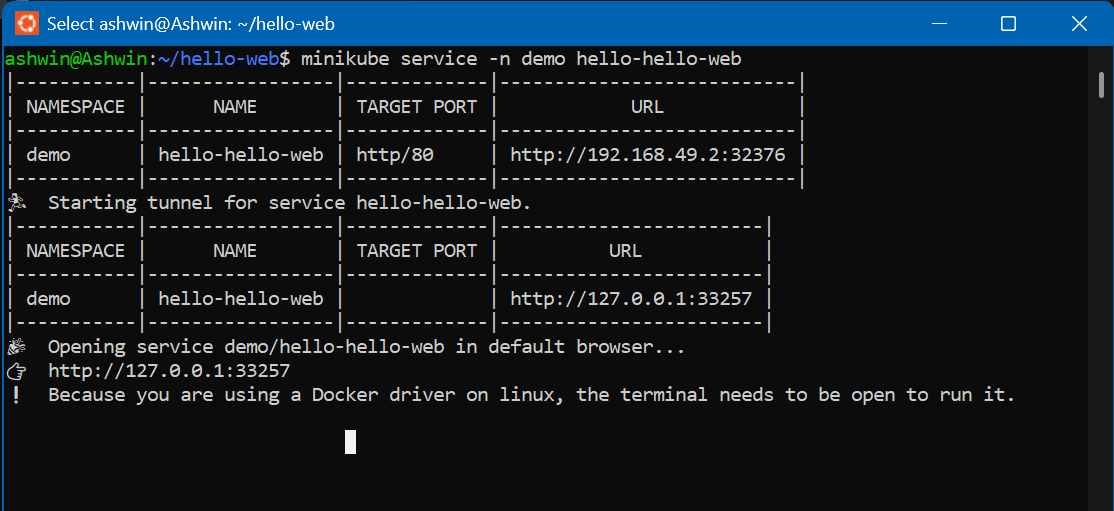 Select ashwin@Ashwin: ~/hello-web
ashwin@Ashwin:~/hello-web$ minikube service -n demo hello-hello-web
|-----------|-----------------|-------------|---------------------------|
| NAMESPACE |      NAME       | TARGET PORT |            URL            |
|-----------|-----------------|-------------|---------------------------|
| demo      | hello-hello-web | http/80     | http://192.168.49.2:32376 |
|-----------|-----------------|-------------|---------------------------|
🏃  Starting tunnel for service hello-hello-web.
|-----------|-----------------|-------------|------------------------|
| NAMESPACE |      NAME       | TARGET PORT |          URL           |
|-----------|-----------------|-------------|------------------------|
| demo      | hello-hello-web |             | http://127.0.0.1:33257 |
|-----------|-----------------|-------------|------------------------|
🎉  Opening service demo/hello-hello-web in default browser...
👉  http://127.0.0.1:33257
❗  Because you are using a Docker driver on linux, the terminal needs to be open to run it.